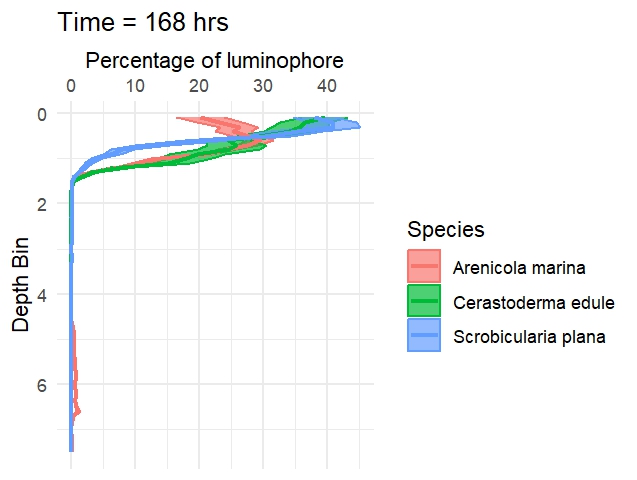 Time = 168 hrs
Percentage of luminophore
0 10 20 30 40
0
2
4
6
Depth Bin
Species
Arenicola marina
Cerastoderma edule
Scrobicularia plana